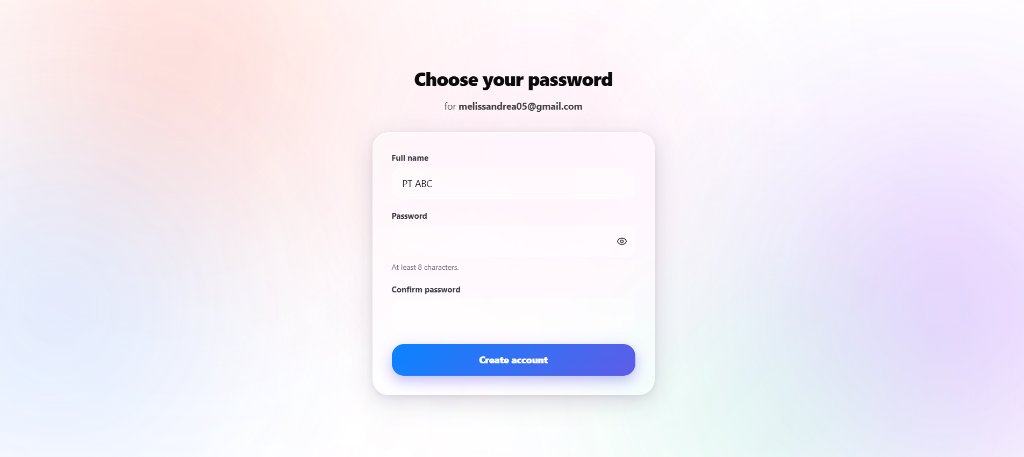 Choose your password
for melissandrea05@gmail.com
Full name
PT ABC
Password
At least 8 characters.
Confirm password
Create account